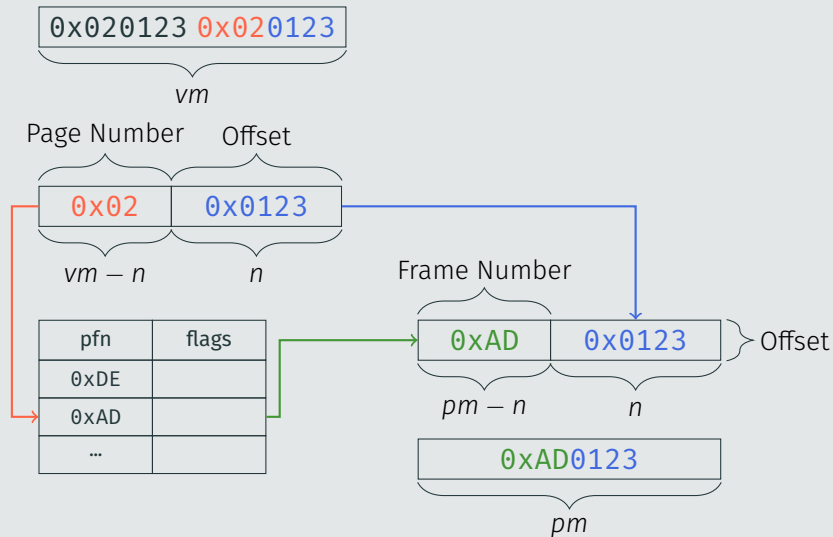 0x020123 0x020123
vm
Page Number Offset
0x02 0x0123
vm − n n
Frame Number
pfn flags
0xAD 0x0123 Offset
0xDE
0xAD
pm − n n
…
0xAD0123
pm